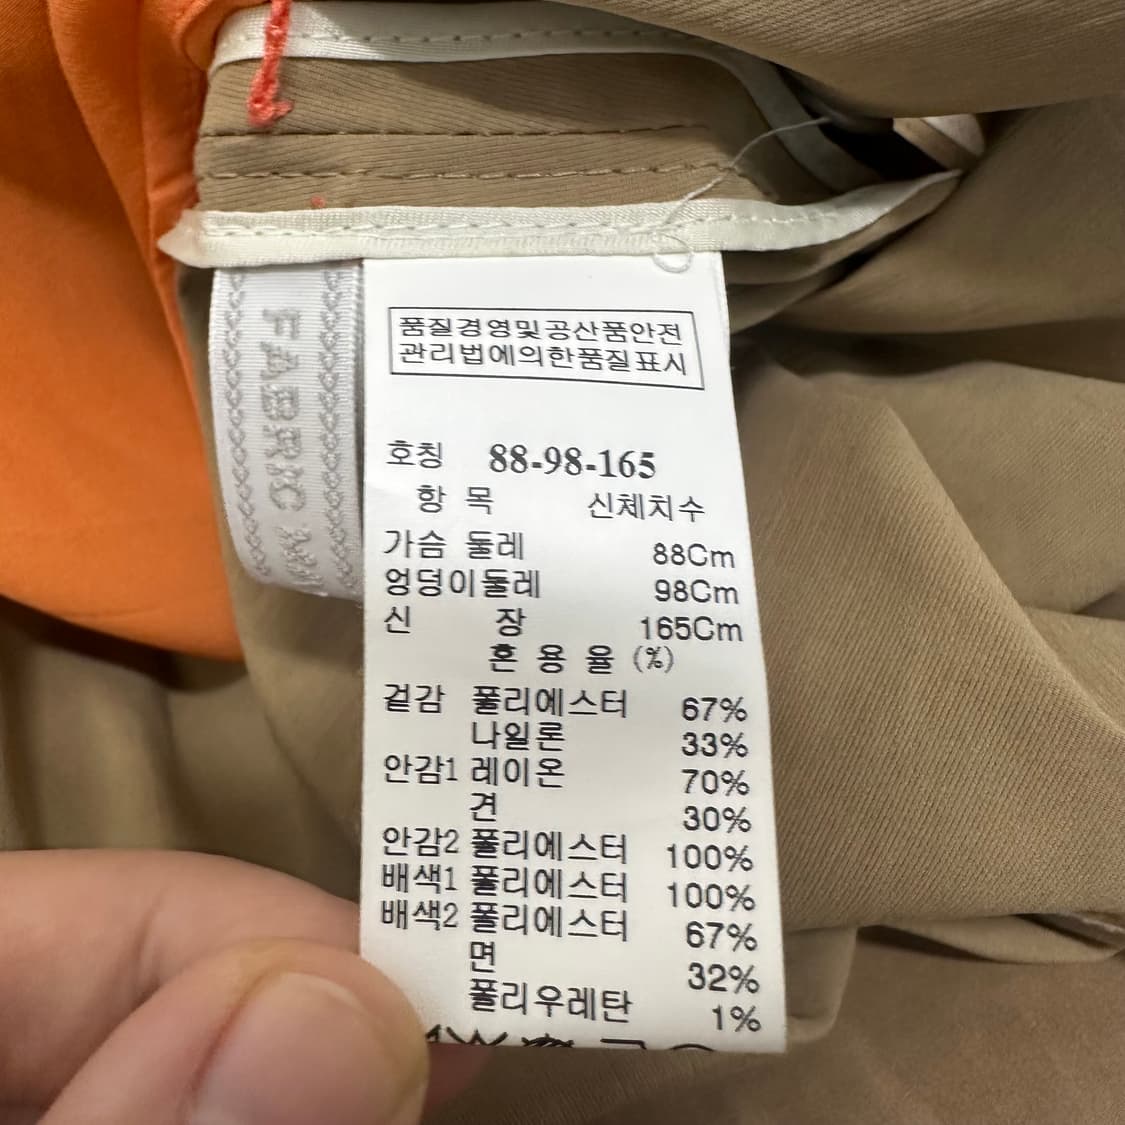 품질경영및공산품안전
관리법에의한품질표시
호칭 88-98-165
항 목 신체치수
가슴 둘레 88Cm
엉덩이둘레 98Cm
신 장 165Cm
혼 용 율 (%)
겉감 폴리에스터 67%
나일론 33%
안감1 레이온 70%
견 30%
안감2 폴리에스터 100%
배색1 폴리에스터 100%
배색2 폴리에스터 67%
면 32%
폴리우레탄 1%
FABRIC